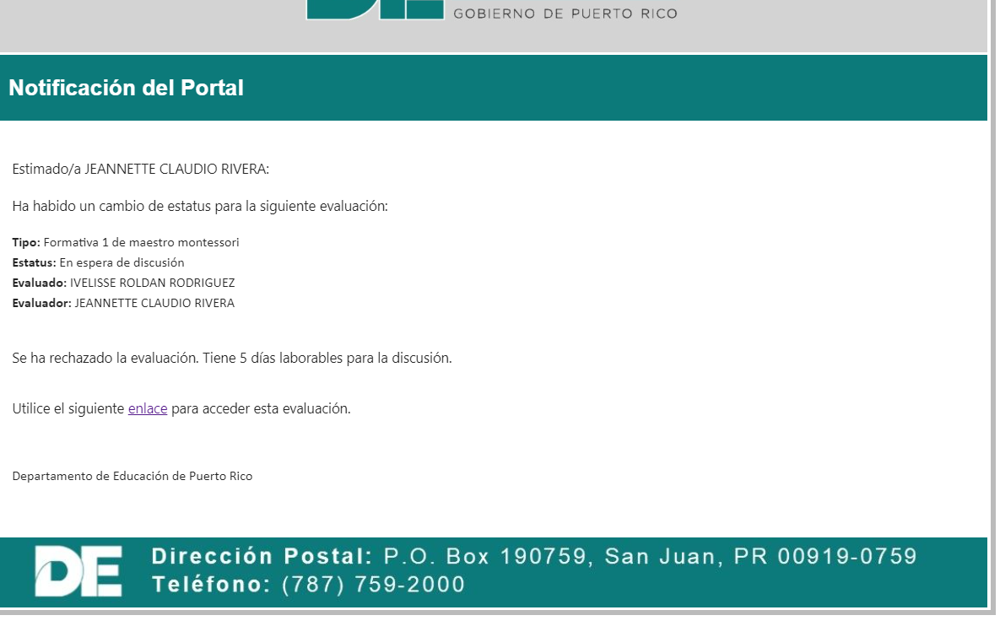 GOBIERNO DE PUERTO RICO
Notificación del Portal
Estimado/a JEANNETTE CLAUDIO RIVERA:
Ha habido un cambio de estatus para la siguiente evaluación:
Tipo: Formativa 1 de maestro montessori
Estatus: En espera de discusión
Evaluado: IVELISSE ROLDAN RODRIGUEZ
Evaluador: JEANNETTE CLAUDIO RIVERA
Se ha rechazado la evaluación. Tiene 5 días laborables para la discusión.
Utilice el siguiente enlace para acceder esta evaluación.
Departamento de Educación de Puerto Rico
DE
Dirección Postal: P.O. Box 190759, San Juan, PR 00919-0759
Teléfono: (787) 759-2000